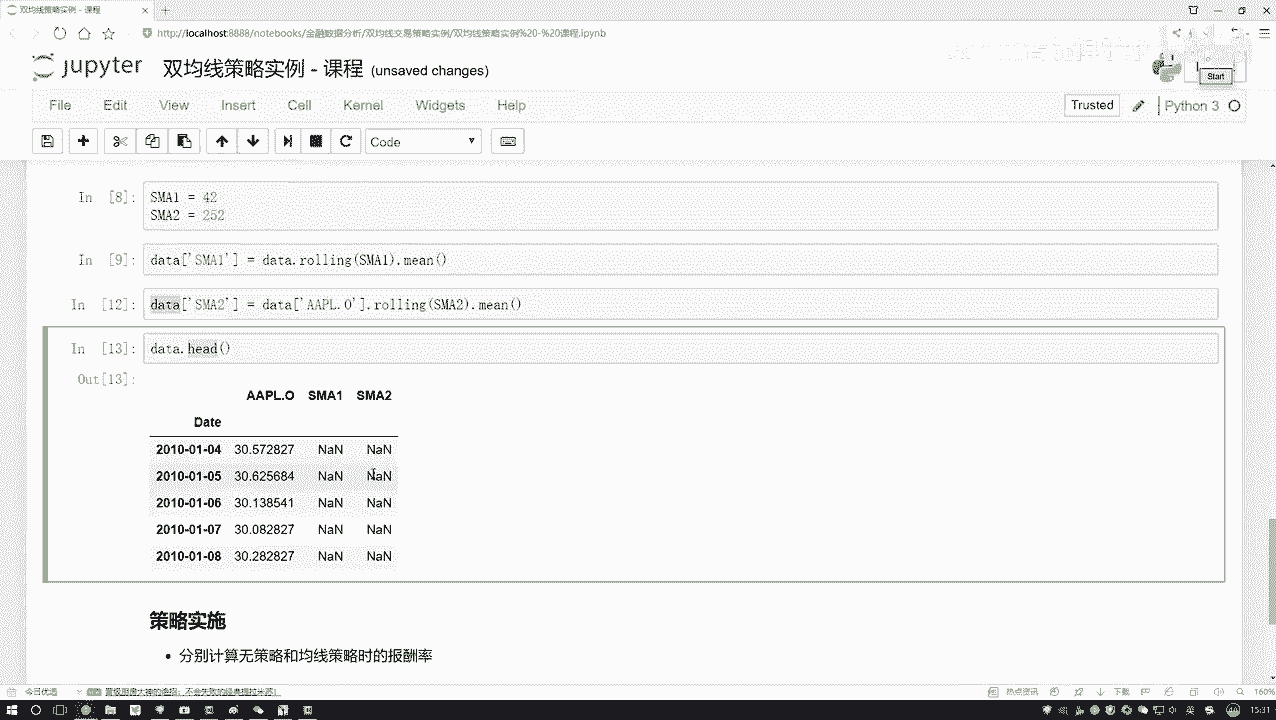 双均线策略实例 - 课程
http://localhost:8888/notebooks/金融数据分析/双均线交易策略实例/双均线策略实例%20-%20课程.ipynb
jupyter 双均线策略实例 - 课程 (unsaved changes)
Start
File Edit View Insert Cell Kernel Widgets Help
Trusted Python 3
Code
In [8]: SMA1 = 42
SMA2 = 252
In [9]: data['SMA1'] = data.rolling(SMA1).mean()
In [12]: data['SMA2'] = data['AAPL.O'].rolling(SMA2).mean()
In [13]: data.head()
Out[13]:
AAPL.O SMA1 SMA2
Date
2010-01-04 30.572827 NaN NaN
2010-01-05 30.625684 NaN NaN
2010-01-06 30.138541 NaN NaN
2010-01-07 30.082827 NaN NaN
2010-01-08 30.282827 NaN NaN
策略实施
• 分别计算无策略和均线策略时的报酬率
今日优选
热点资讯 下载 160%
15:31